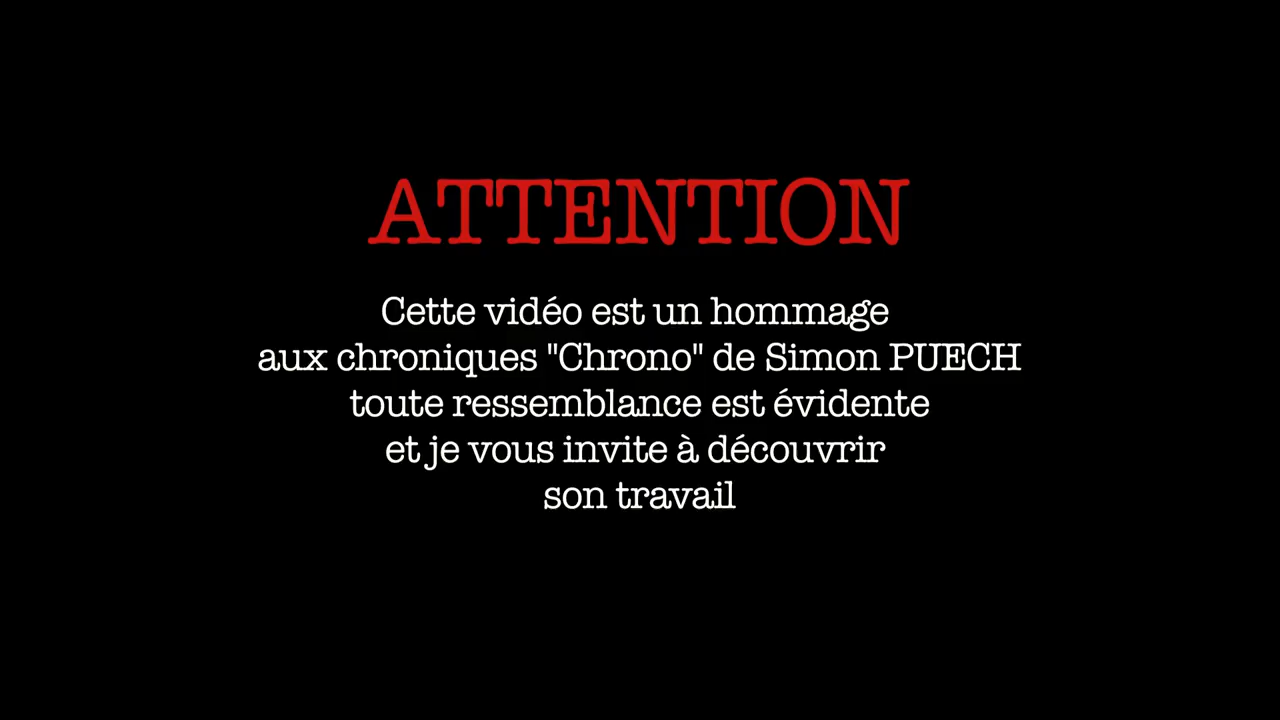 ATTENTION
Cette vidéo est un hommage
aux chroniques "Chrono" de Simon PUECH
toute ressemblance est évidente
et je vous invite à découvrir
son travail